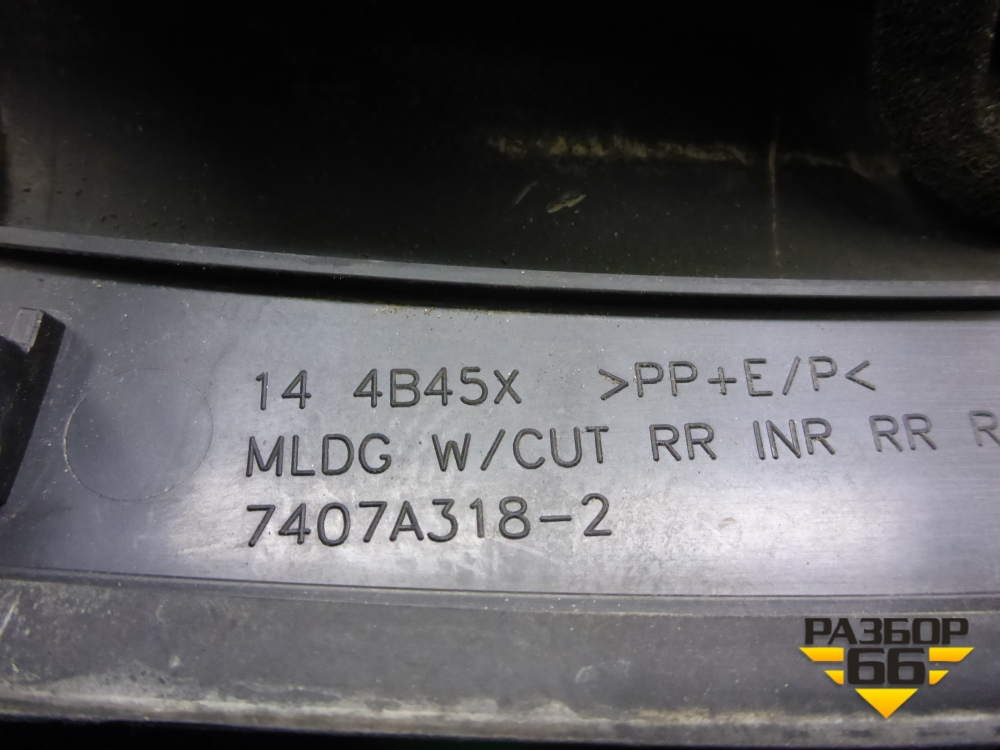 14 4B45X >PP+E/P<
MLDG W/CUT RR INR RR R
7407A318-2
РАЗБОР
66